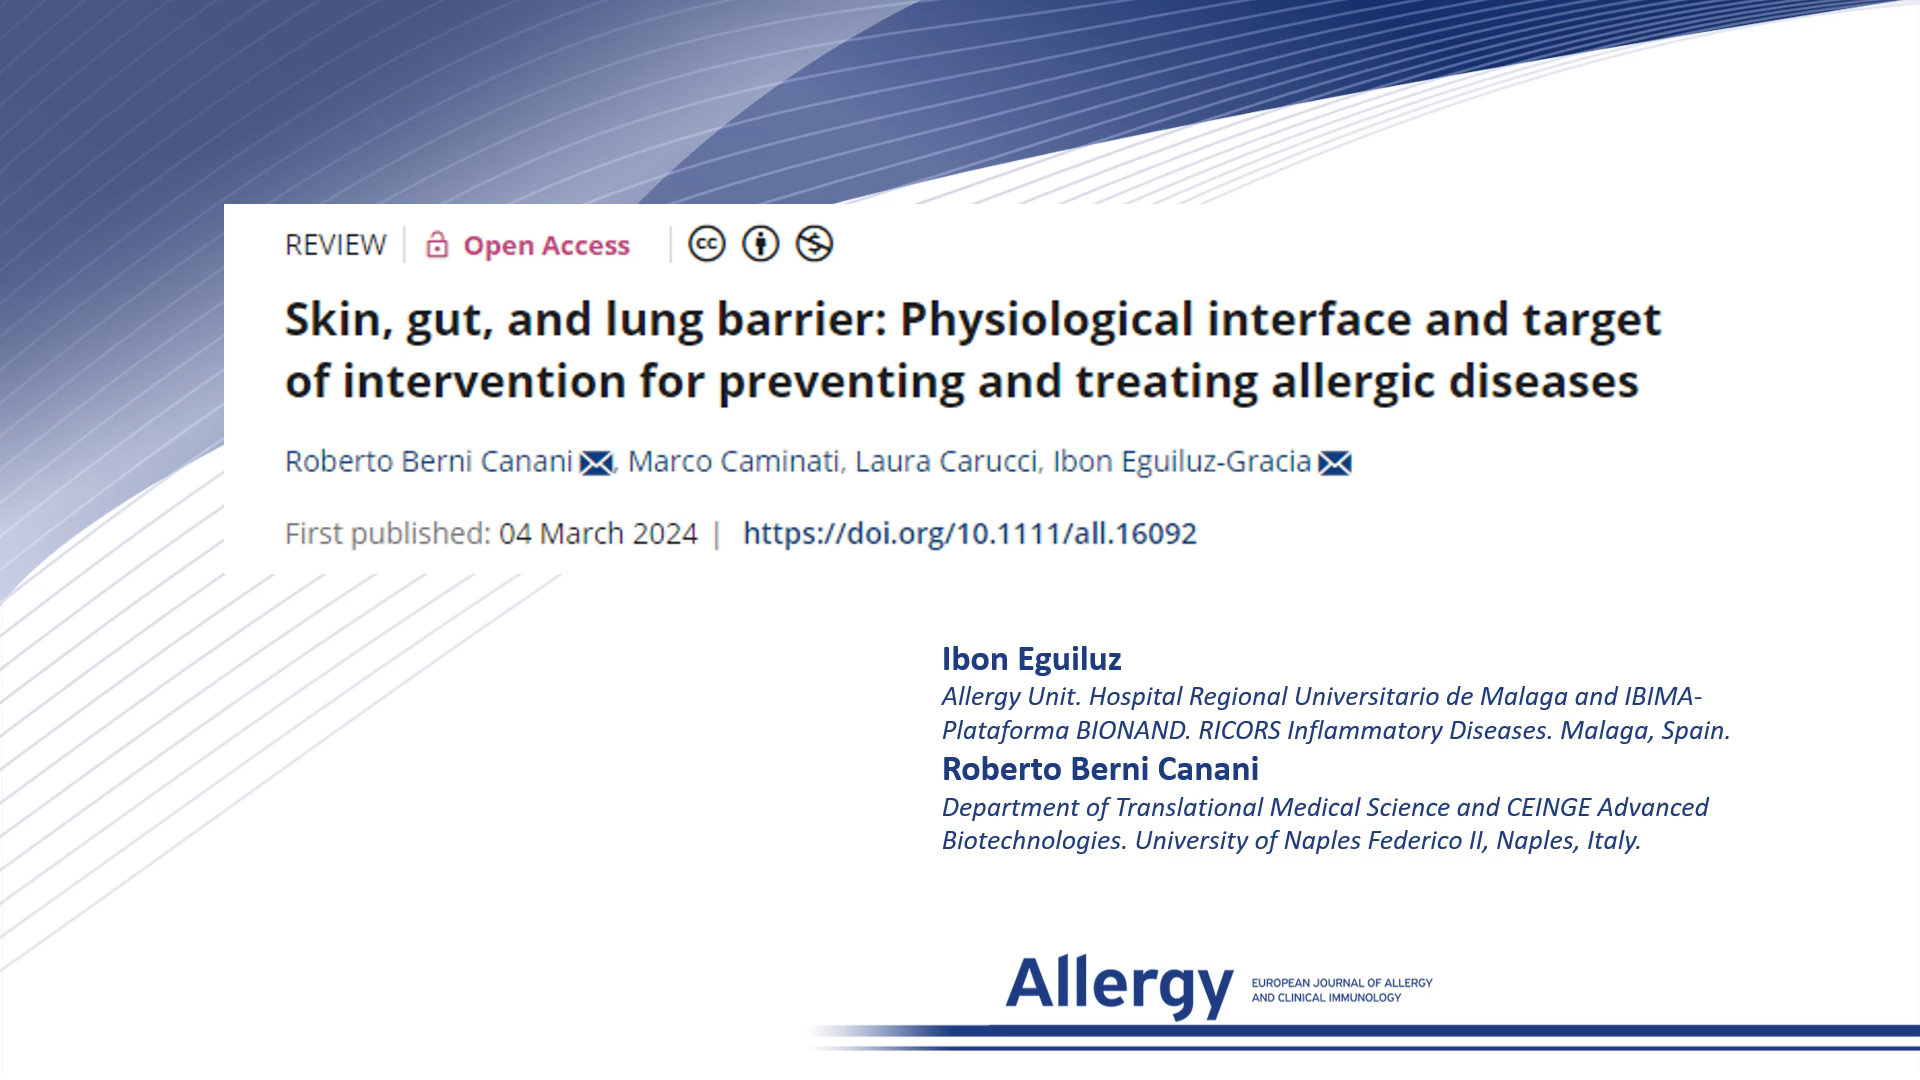 REVIEW | Open Access |
Skin, gut, and lung barrier: Physiological interface and target
of intervention for preventing and treating allergic diseases
Roberto Berni Canani, Marco Caminati, Laura Carucci, Ibon Eguiluz-Gracia
First published: 04 March 2024 | https://doi.org/10.1111/all.16092
Ibon Eguiluz
Allergy Unit. Hospital Regional Universitario de Malaga and IBIMA-
Plataforma BIONAND. RICORS Inflammatory Diseases. Malaga, Spain.
Roberto Berni Canani
Department of Translational Medical Science and CEINGE Advanced
Biotechnologies. University of Naples Federico II, Naples, Italy.
Allergy
EUROPEAN JOURNAL OF ALLERGY
AND CLINICAL IMMUNOLOGY